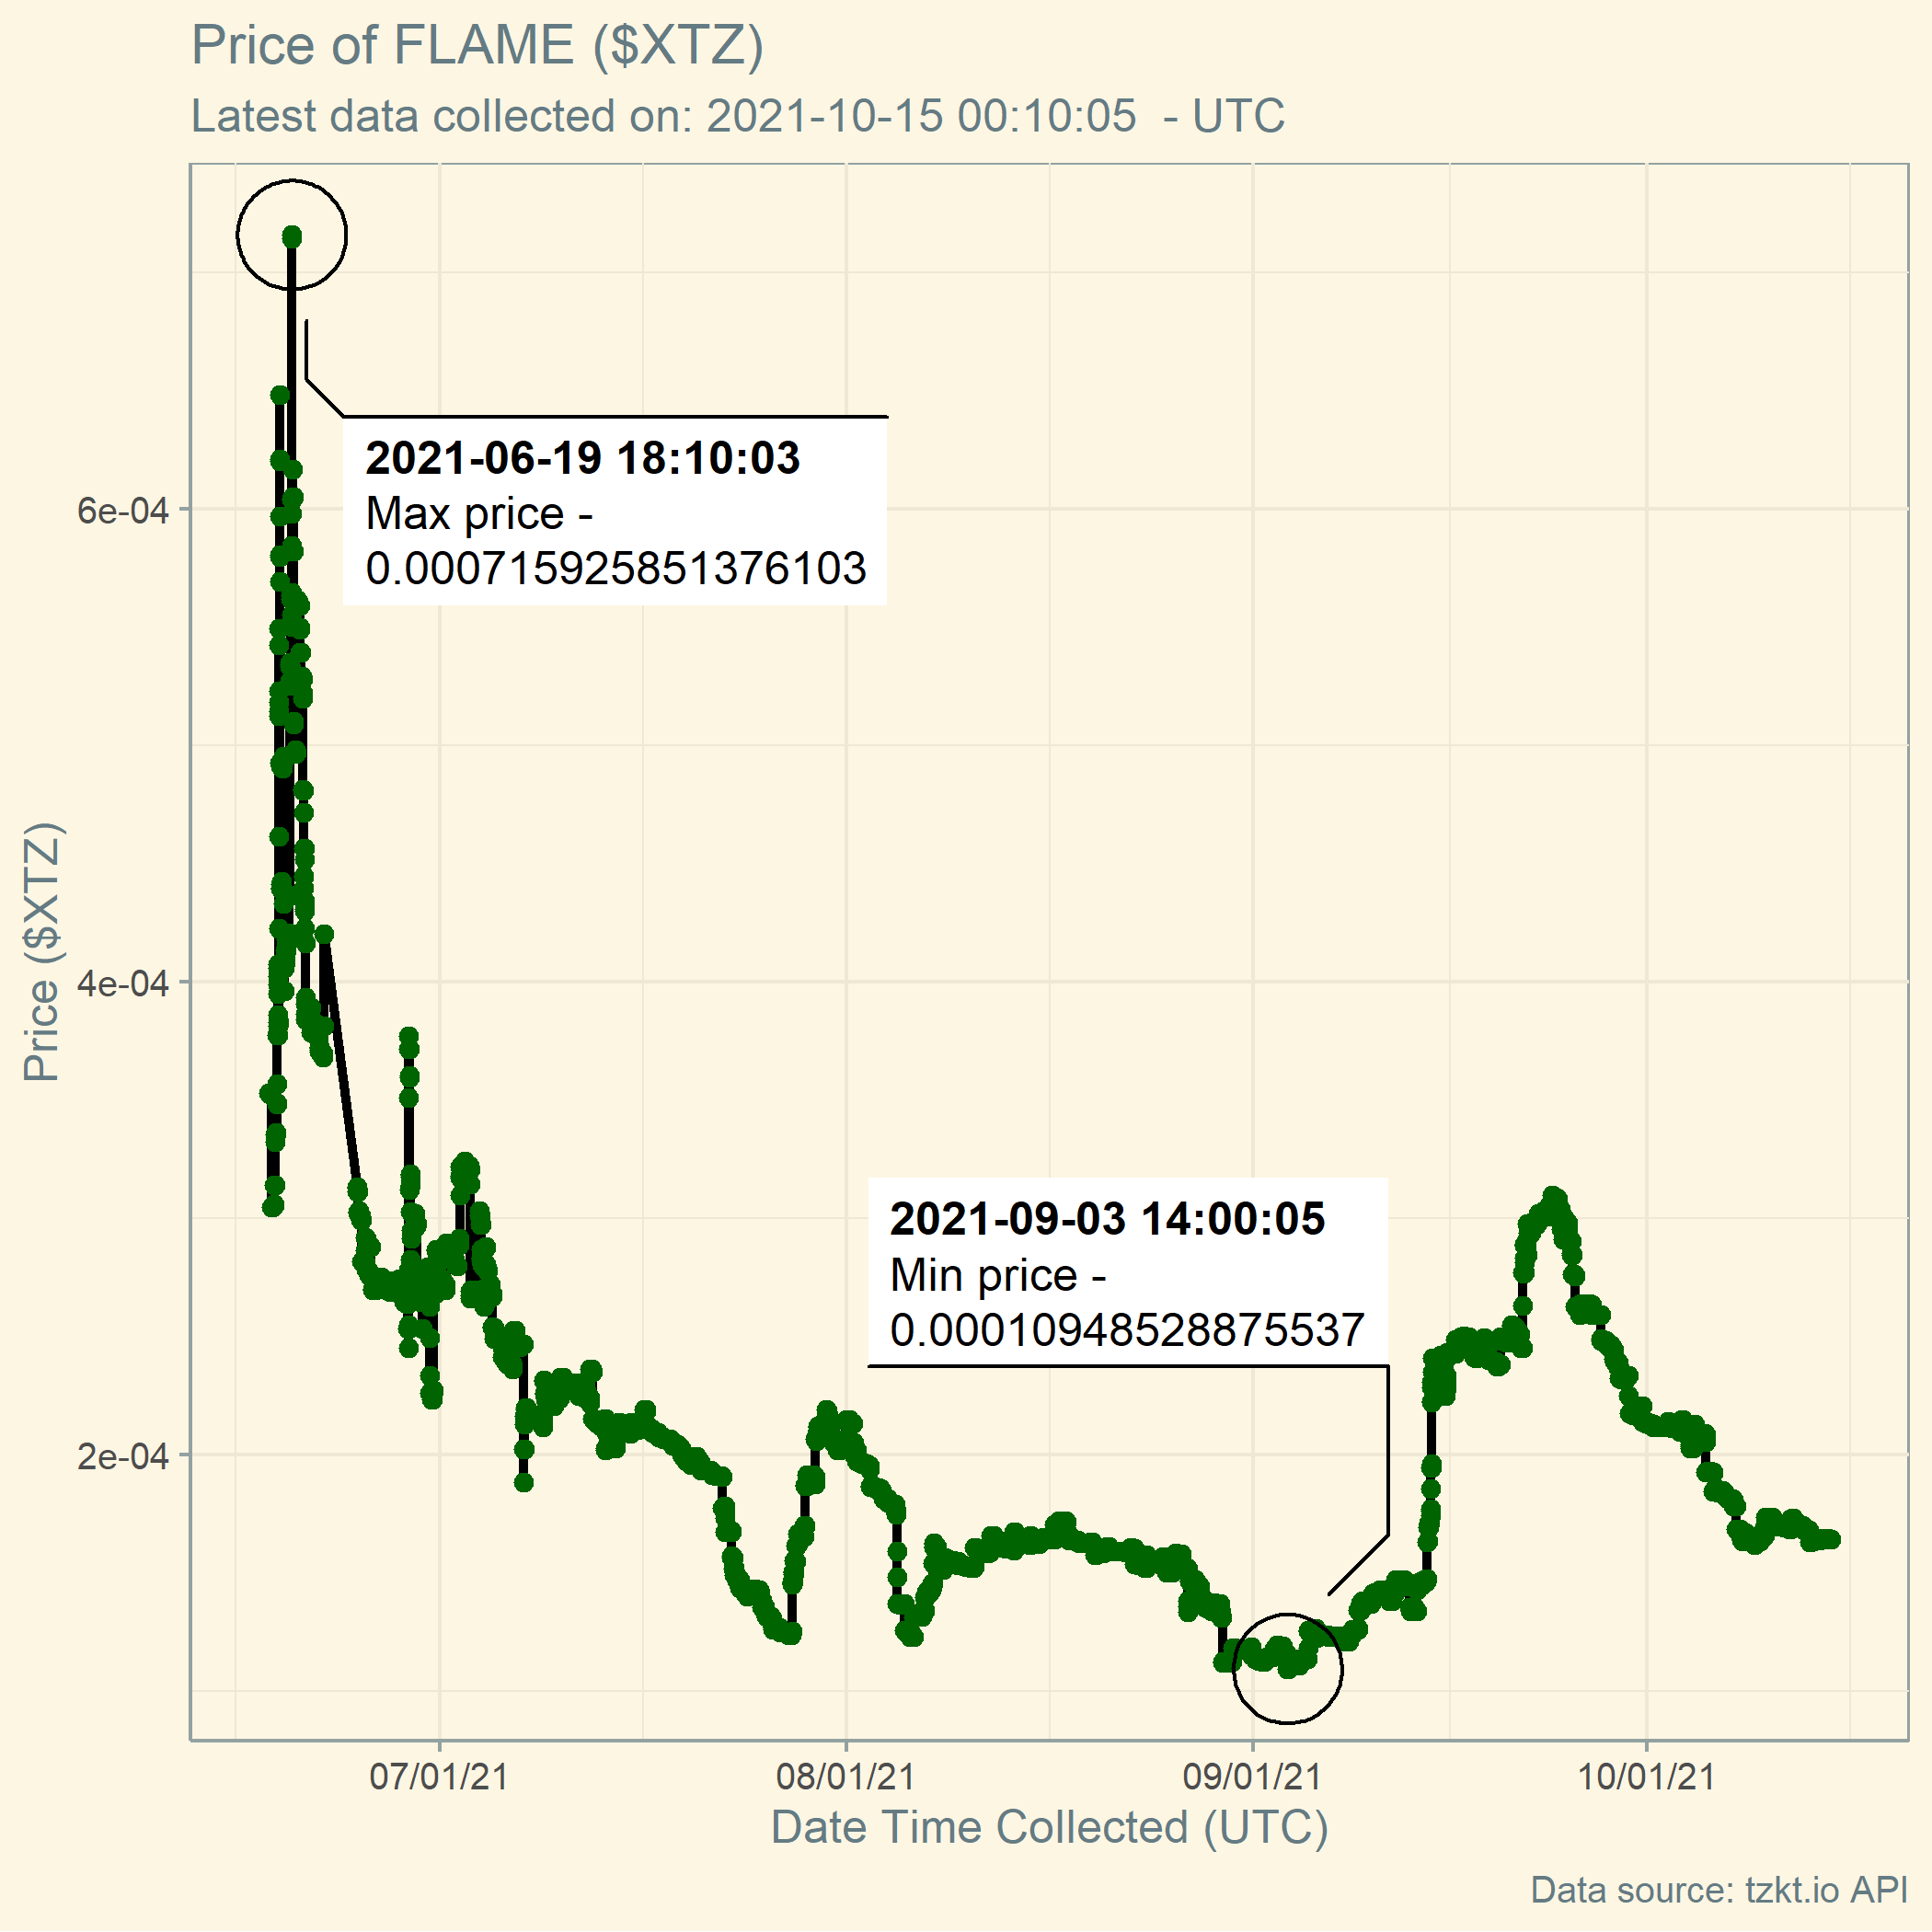 Price of FLAME ($XTZ)
Latest data collected on: 2021-10-15 00:10:05  - UTC
2021-06-19 18:10:03
Max price -
0.000715925851376103
6e-04
4e-04
2e-04
Price ($XTZ)
2021-09-03 14:00:05
Min price -
0.00010948528875537
07/01/21
08/01/21
09/01/21
10/01/21
Date Time Collected (UTC)
Data source: tzkt.io API